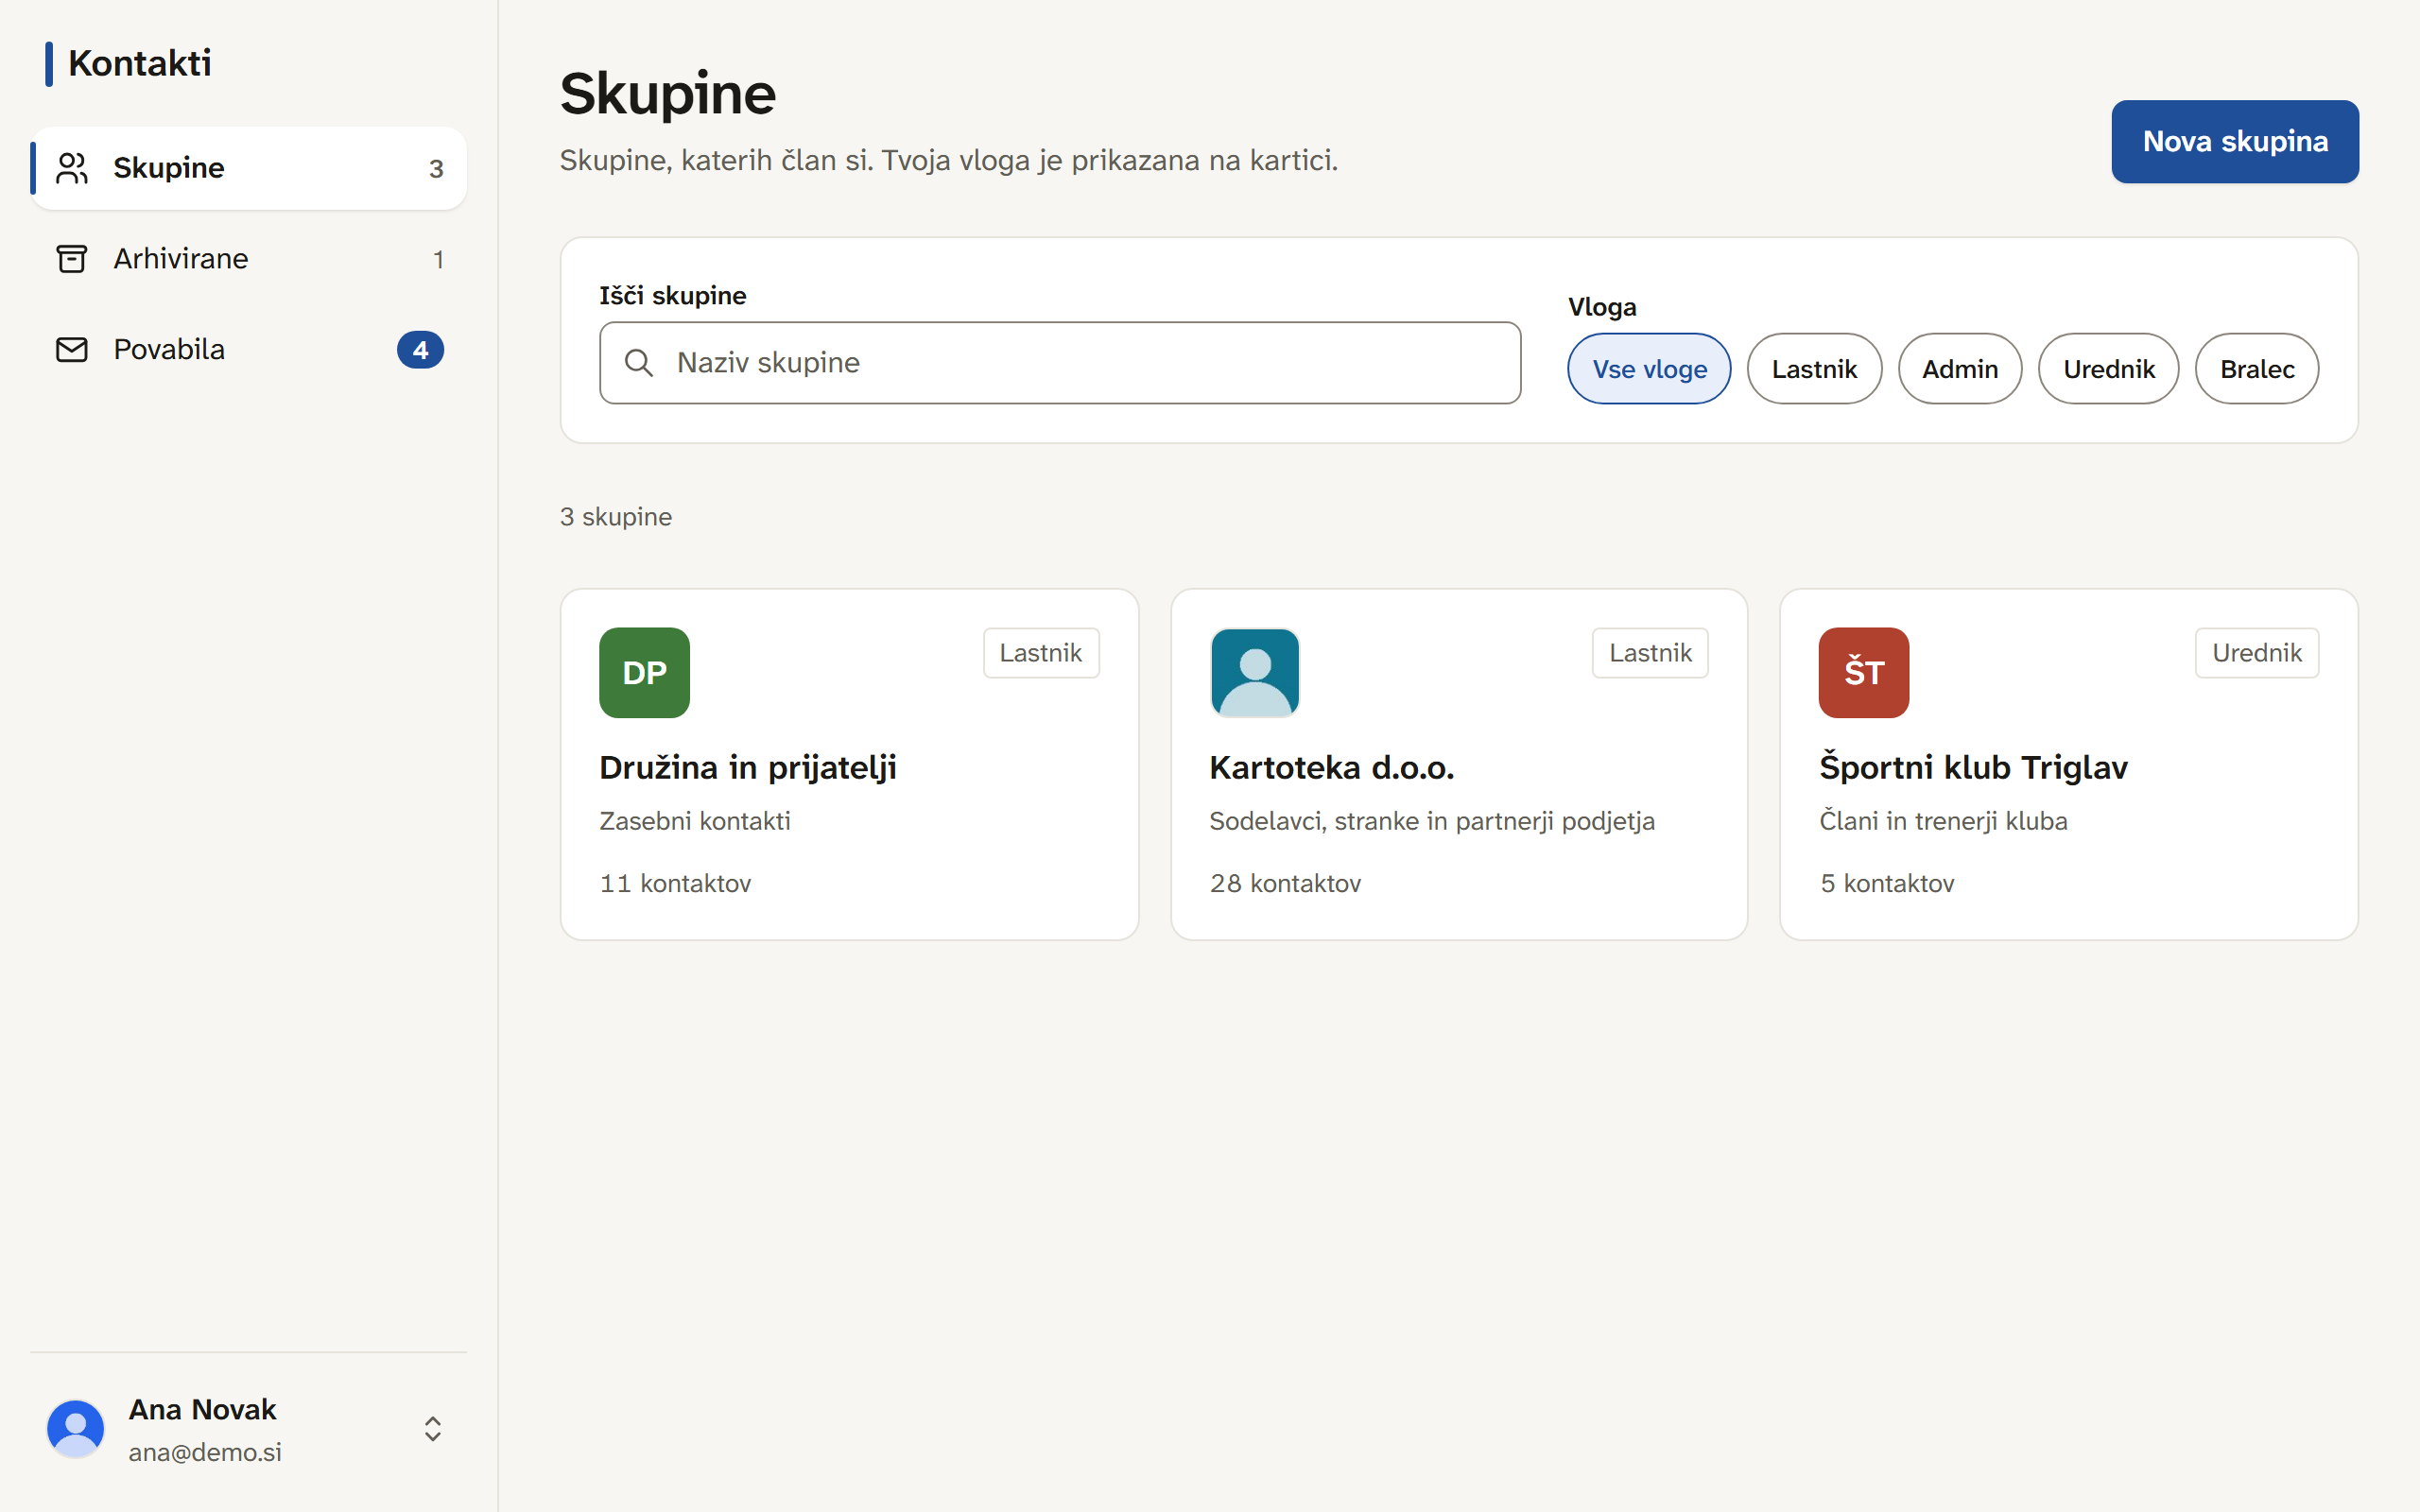 Kontakti
Skupine 3
Arhivirane 1
Povabila 4
Ana Novak
ana@demo.si
Skupine
Skupine, katerih član si. Tvoja vloga je prikazana na kartici.
Nova skupina
Išči skupine
Naziv skupine
Vloga
Vse vloge Lastnik Admin Urednik Bralec
3 skupine
DP Lastnik
Družina in prijatelji
Zasebni kontakti
11 kontaktov
Lastnik
Kartoteka d.o.o.
Sodelavci, stranke in partnerji podjetja
28 kontaktov
ŠT Urednik
Športni klub Triglav
Člani in trenerji kluba
5 kontaktov